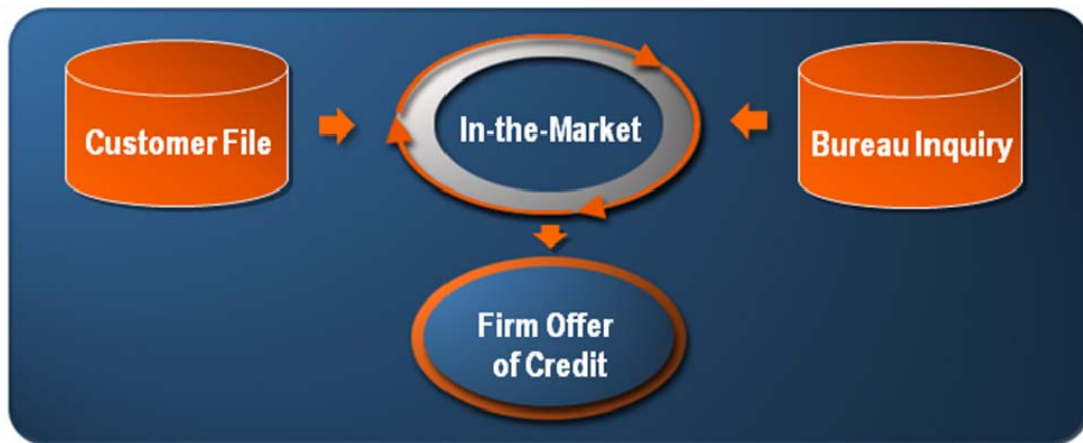 Customer File
In-the-Market
Bureau Inquiry
Firm Offer
of Credit